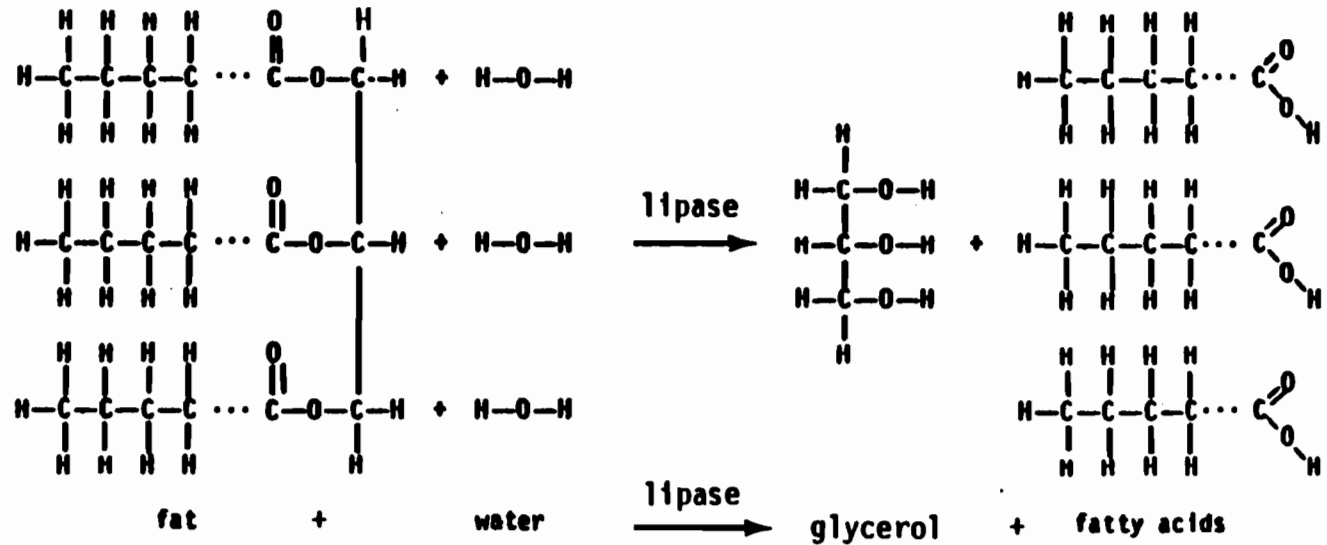 H H H H O H H H H H
O
H—C—C—C—C ··· C—O—C—H + H—O—H H—C—C—C—C ··· C
O
H H H H H H H H H H
H H H H O H—C—O—H H H H H
lipase
O
H—C—C—C—C ··· C—O—C—H + H—O—H H—C—O—H + H—C—C—C—C ··· C
O
H H H H H—C—O—H H H H H H
H H H H O H H H H H
O
H—C—C—C—C ··· C—O—C—H + H—O—H H—C—C—C—C ··· C
O
H H H H H H H H H H
lipase
fat + water glycerol + fatty acids